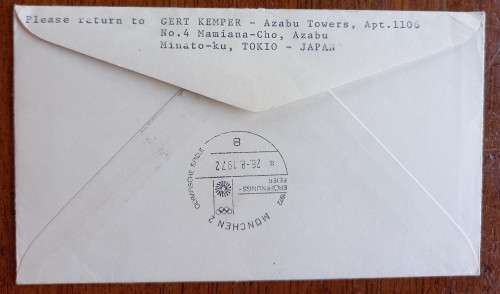 Please return to GERT KEMPER - Azabu Towers, Apt.1106
No.4 Mamiana-Cho, Azabu
Minato-ku, TOKIO - JAPAN
MÜNCHEN 2
1972
OLYMPISCHE SPIELE
ERÖFFNUNGS-
FEIER
26.-8.1972